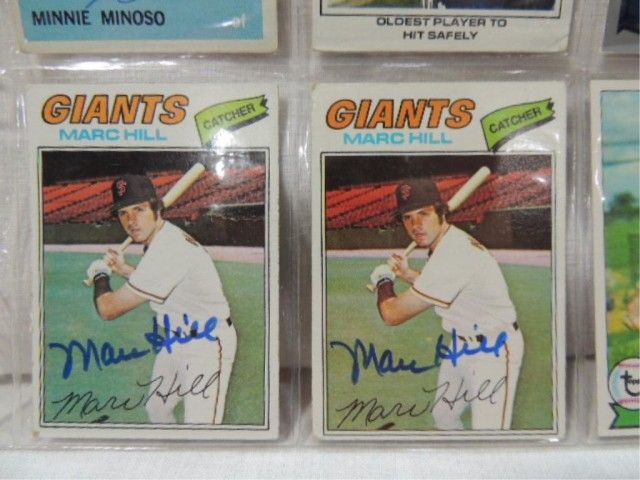 MINNIE MINOSO of
OLDEST PLAYER TO
HIT SAFELY
GIANTS
MARC HILL
CATCHER
Marc Hill
Marc Hill
GIANTS
MARC HILL
CATCHER
Marc Hill
Marc Hill